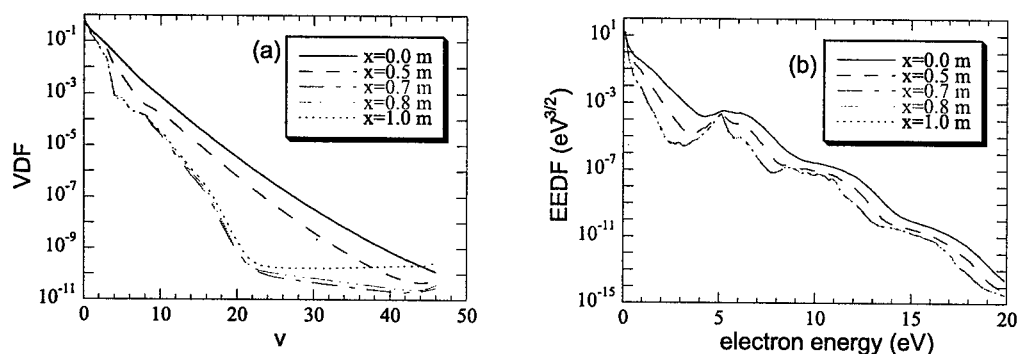 (a)
x=0.0 m
x=0.5 m
x=0.7 m
x=0.8 m
x=1.0 m
VDF
10⁻¹
10⁻³
10⁻⁵
10⁻⁷
10⁻⁹
10⁻¹¹
0 10 20 30 40 50
v
(b)
x=0.0 m
x=0.5 m
x=0.7 m
x=0.8 m
x=1.0 m
EEDF (eV³/²)
10¹
10⁻³
10⁻⁷
10⁻¹¹
10⁻¹⁵
0 5 10 15 20
electron energy (eV)